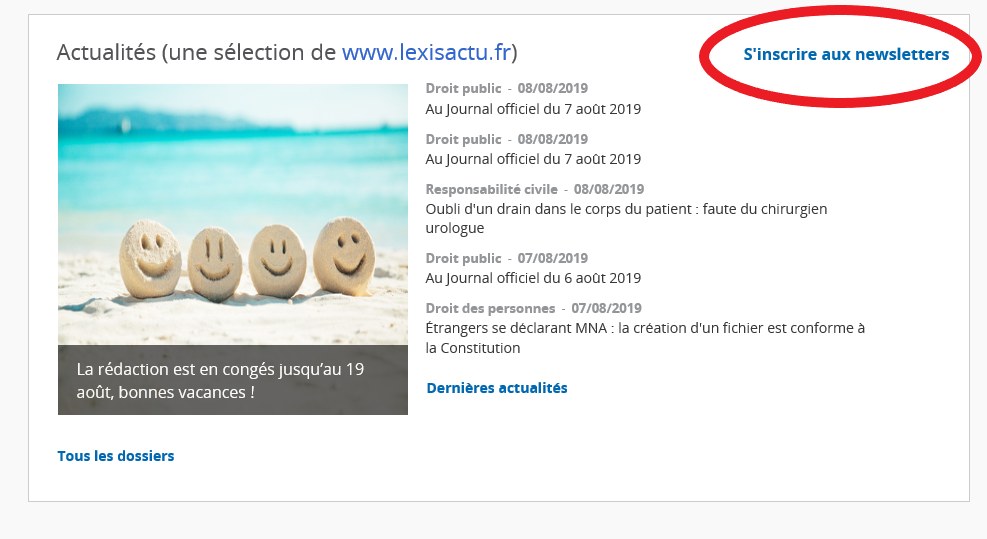 Actualités (une sélection de www.lexisactu.fr)
S'inscrire aux newsletters
Droit public - 08/08/2019
Au Journal officiel du 7 août 2019
Droit public - 08/08/2019
Au Journal officiel du 7 août 2019
Responsabilité civile - 08/08/2019
Oubli d'un drain dans le corps du patient : faute du chirurgien
urologue
Droit public - 07/08/2019
Au Journal officiel du 6 août 2019
Droit des personnes - 07/08/2019
Étrangers se déclarant MNA : la création d'un fichier est conforme à
la Constitution
La rédaction est en congés jusqu’au 19
août, bonnes vacances !
Dernières actualités
Tous les dossiers